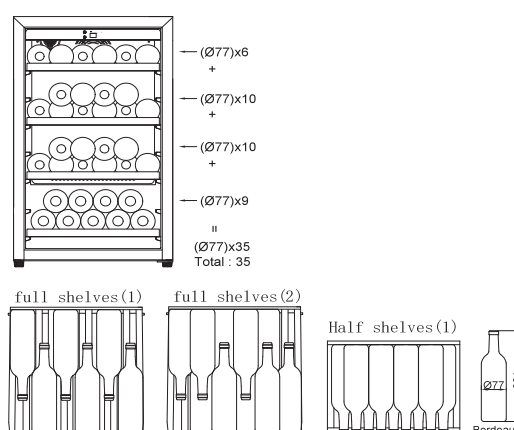 (Ø77)x6
+
(Ø77)x10
+
(Ø77)x10
+
(Ø77)x9
=
(Ø77)x35
Total : 35
full shelves(1)
full shelves(2)
Half shelves(1)
Ø77